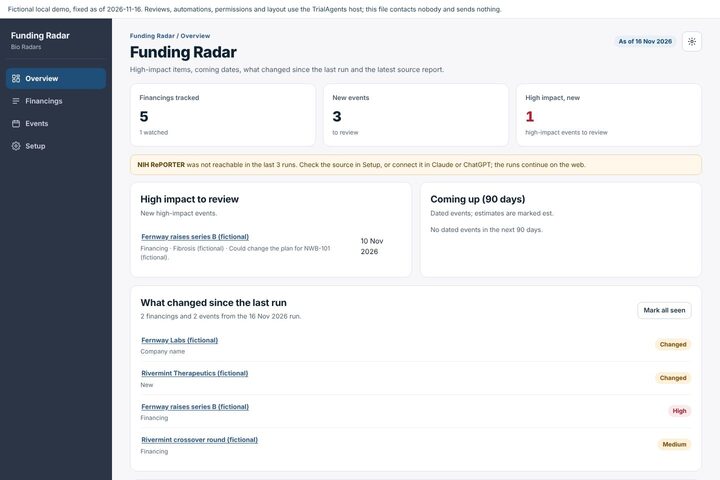 Fictional local demo, fixed as of 2026-11-16. Reviews, automations, permissions and layout use the TrialAgents host; this file contacts nobody and sends nothing.
Funding Radar
Bio Radars
Overview
Financings
Events
Setup
Funding Radar / Overview
Funding Radar
High-impact items, coming dates, what changed since the last run and the latest source report.
As of 16 Nov 2026
Financings tracked
5
1 watched
New events
3
to review
High impact, new
1
high-impact events to review
NIH RePORTER was not reachable in the last 3 runs. Check the source in Setup, or connect it in Claude or ChatGPT; the runs continue on the web.
High impact to review
New high-impact events.
Fernway raises series B (fictional)
Financing · Fibrosis (fictional) · Could change the plan for NWB-101
(fictional).
10 Nov
2026
Coming up (90 days)
Dated events; estimates are marked est.
No dated events in the next 90 days.
What changed since the last run
2 financings and 2 events from the 16 Nov 2026 run.
Mark all seen
Fernway Labs (fictional)
Company name
Changed
Rivermint Therapeutics (fictional)
New
Changed
Fernway raises series B (fictional)
Financing
High
Rivermint crossover round (fictional)
Financing
Medium